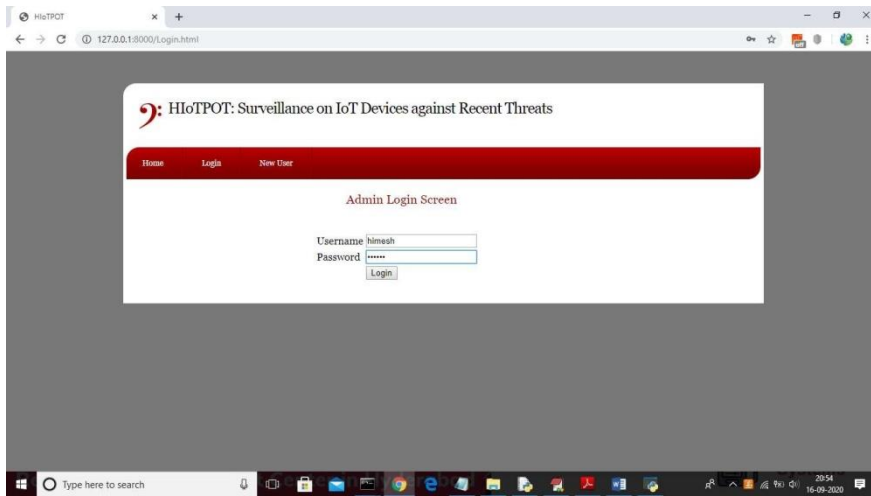 HIoTPOT
127.0.0.1:8000/Login.html
HIoTPOT: Surveillance on IoT Devices against Recent Threats
Home Login New User
Admin Login Screen
Username himesh
Password ••••••
Login
Type here to search
20:54
16-09-2020